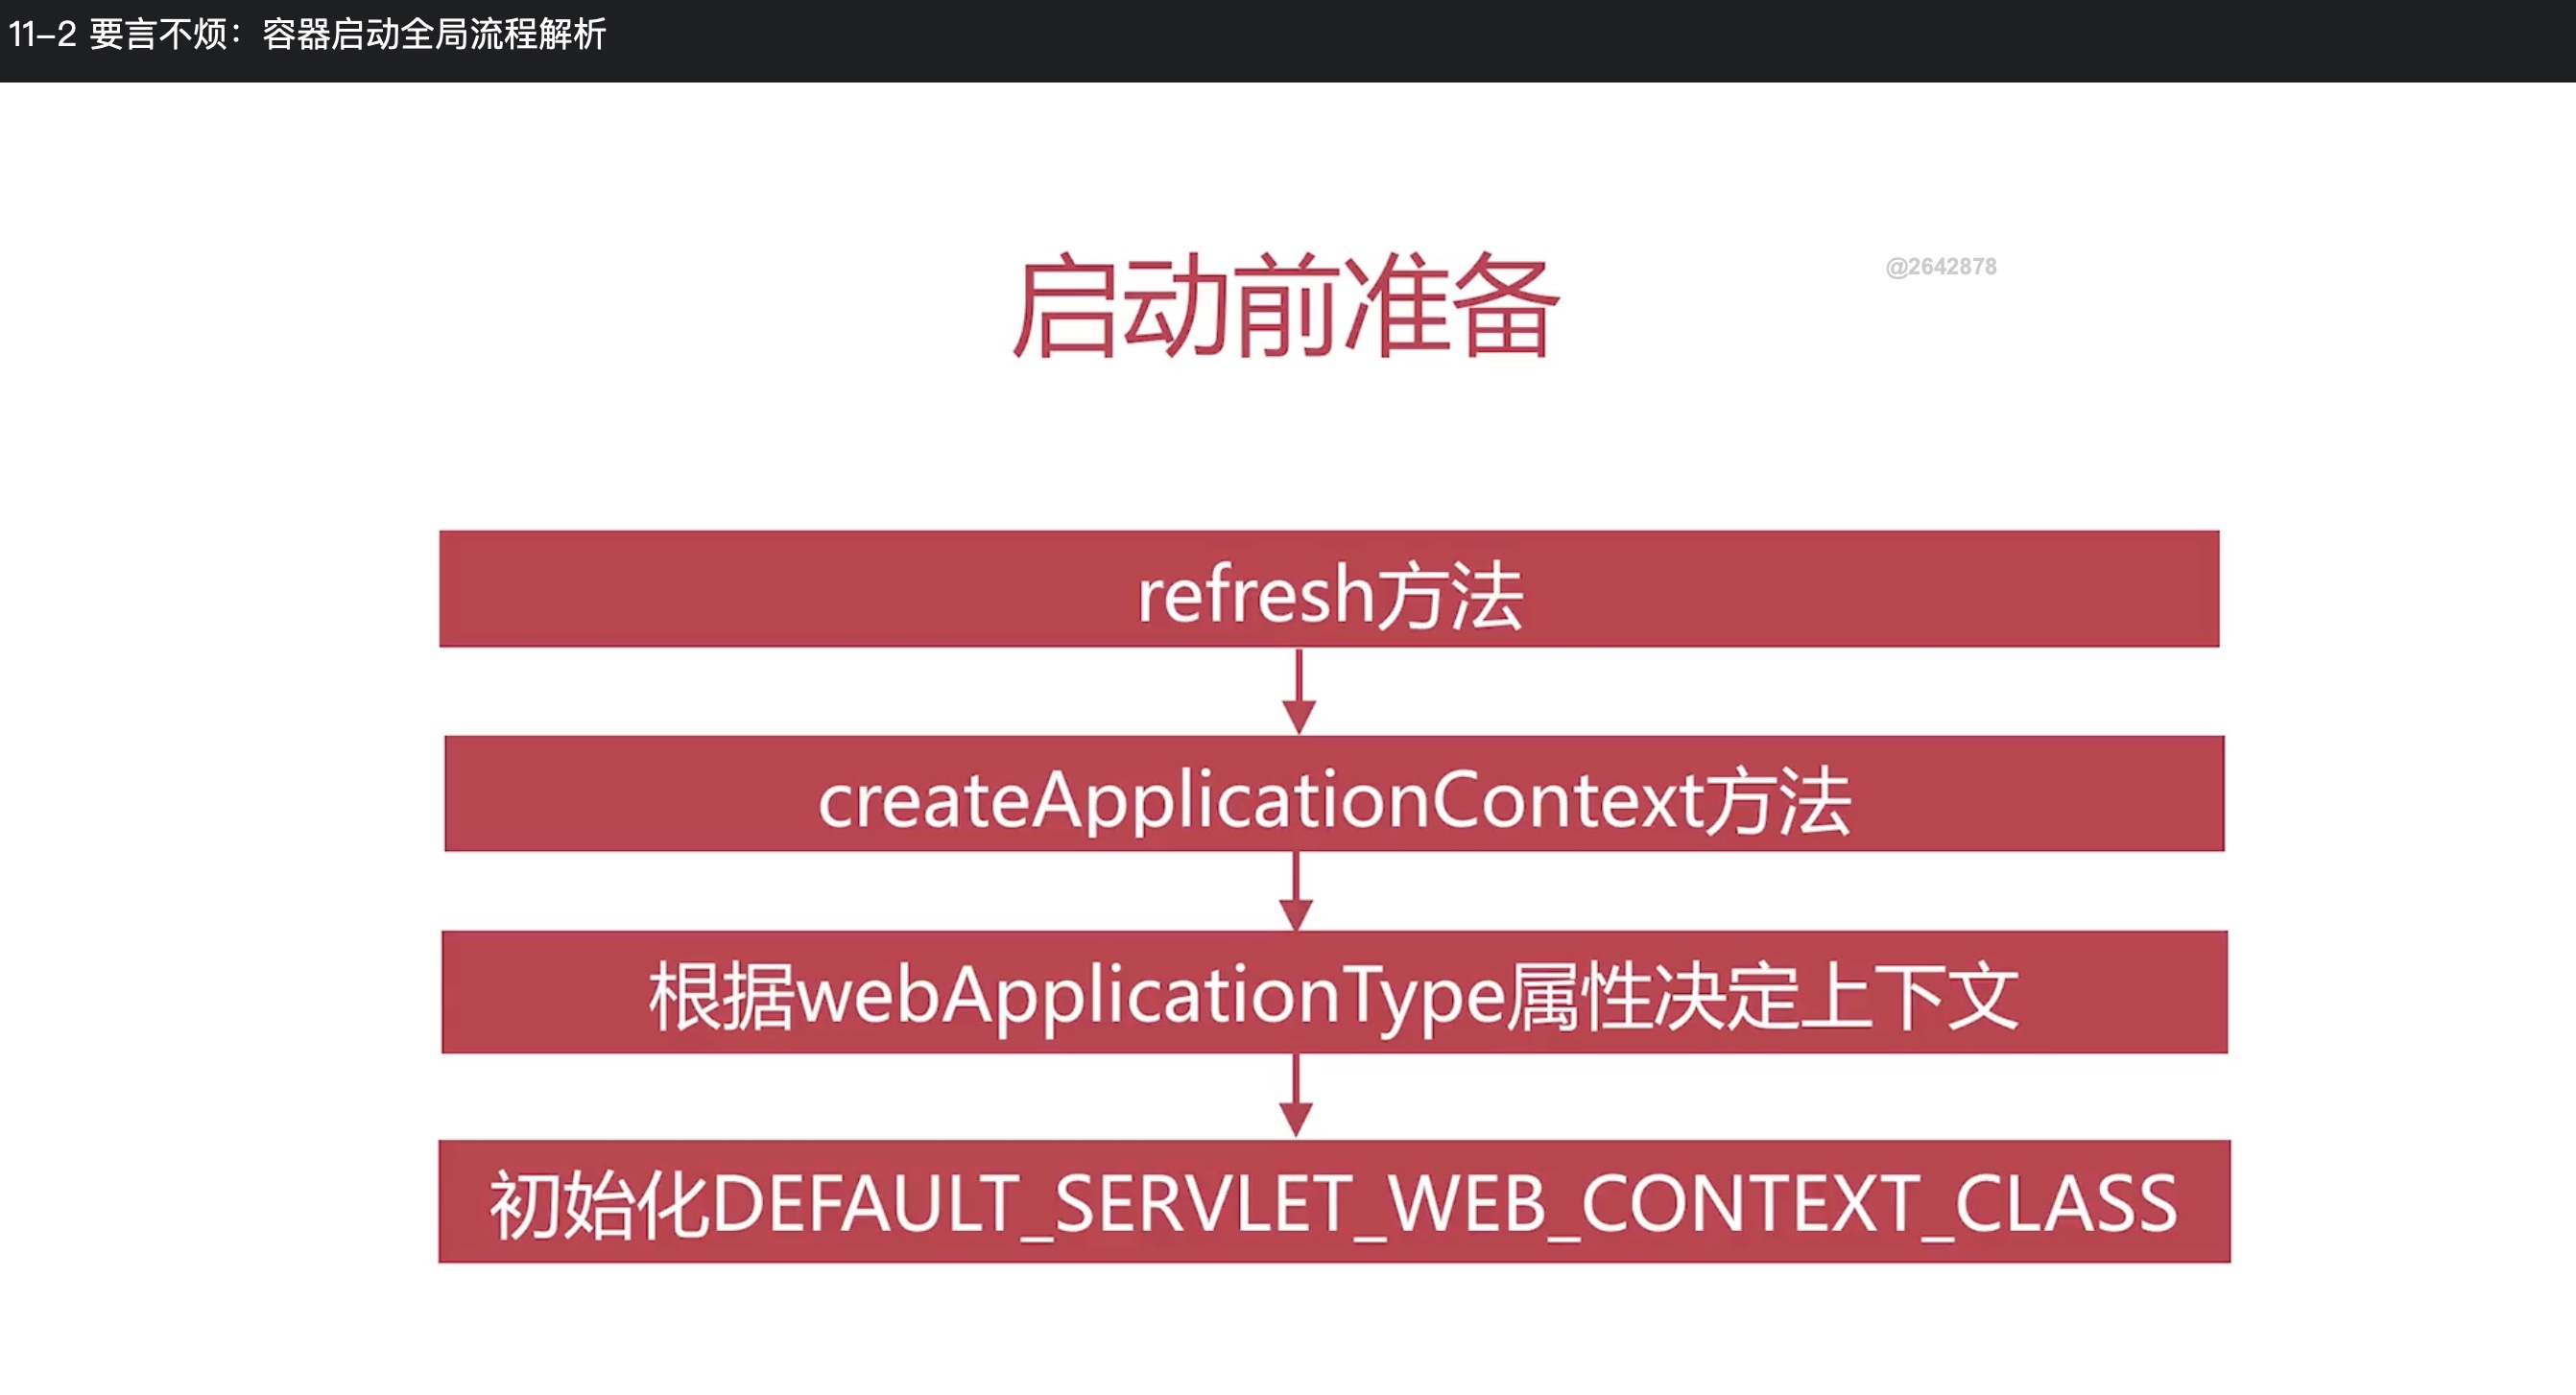 11-2 要言不烦：容器启动全局流程解析
启动前准备
@2642878
refresh方法
createApplicationContext方法
根据webApplicationType属性决定上下文
初始化DEFAULT_SERVLET_WEB_CONTEXT_CLASS